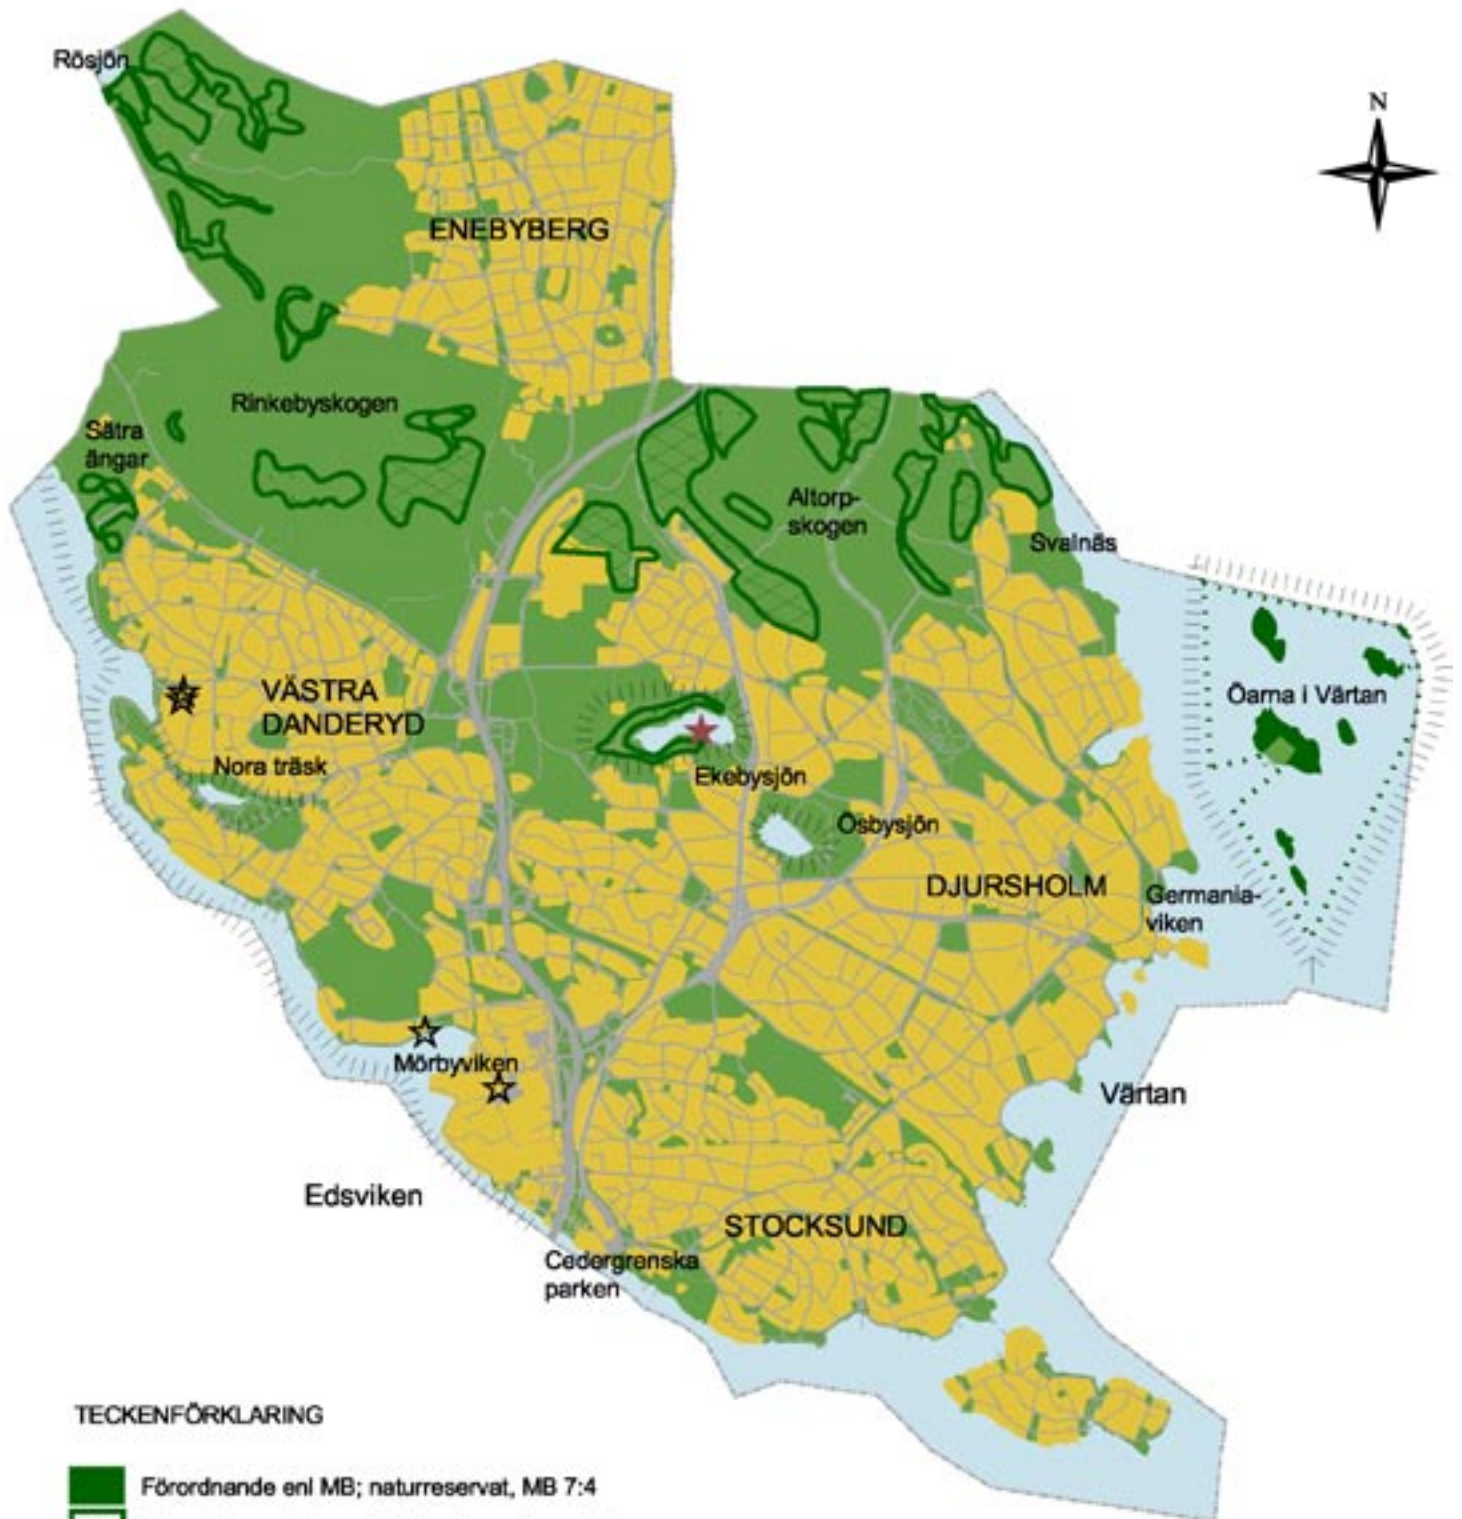 Rösjön
N
ENEBYBERG
Rinkebyskogen
Sätra
ängar
Altorp-
skogen
Svalnäs
VÄSTRA
DANDERYD
Öarna i Värtan
Nora träsk
Ekebysjön
Ösbysjön
DJURSHOLM
Germania-
viken
Mörbyviken
Värtan
Edsviken
STOCKSUND
Cedergrenska
parken
TECKENFÖRKLARING
Förordnande enl MB; naturreservat, MB 7:4